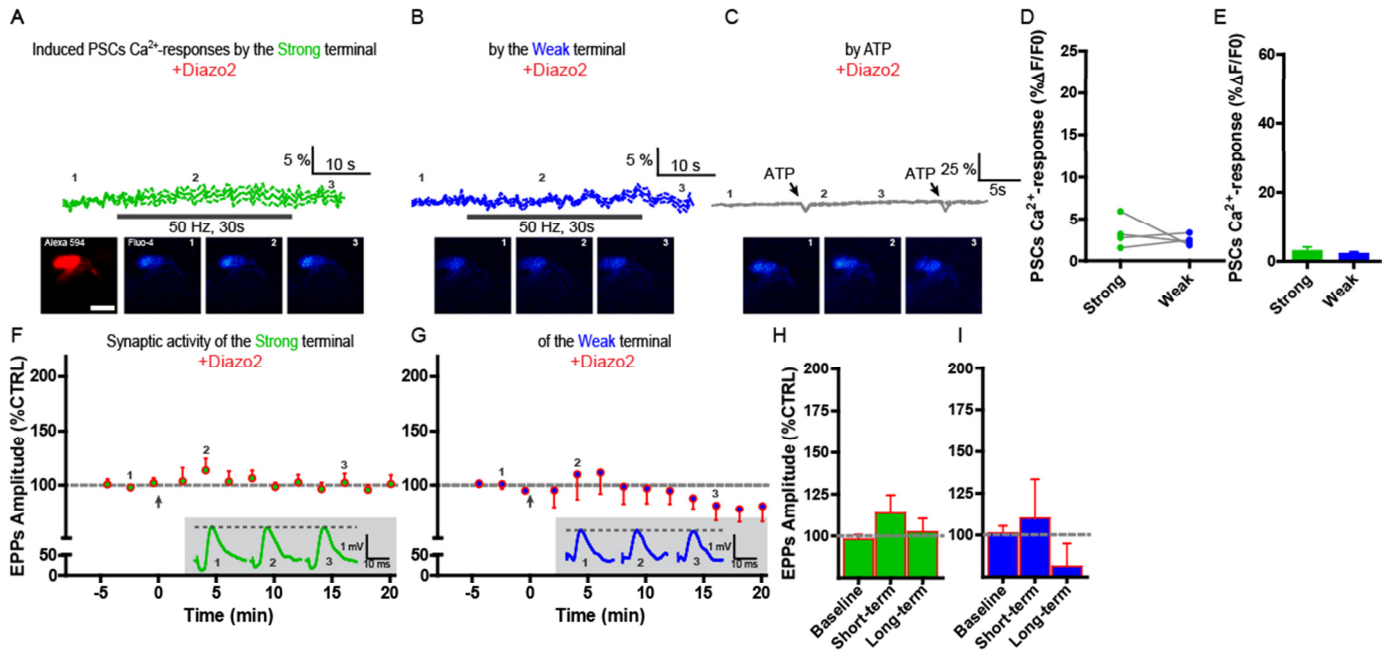 A
Induced PSCs Ca²⁺-responses by the Strong terminal
+Diazo2
5 %
10 s
1
2
3
50 Hz, 30s
Alexa 594
Fluo-4
1
2
3
B
by the Weak terminal
+Diazo2
5 %
10 s
1
2
3
50 Hz, 30s
1
2
3
C
by ATP
+Diazo2
25 %
5s
ATP
ATP
1
2
3
1
2
3
D
PSCs Ca²⁺-response (%ΔF/F0)
25
20
15
10
5
0
Strong
Weak
E
PSCs Ca²⁺-response (%ΔF/F0)
60
40
20
0
Strong
Weak
F
Synaptic activity of the Strong terminal
+Diazo2
EPPs Amplitude (%CTRL)
200
150
100
50
0
1
2
3
1
2
3
1 mV
10 ms
-5
0
5
10
15
20
Time (min)
G
of the Weak terminal
+Diazo2
200
150
100
50
0
1
2
3
1
2
3
1 mV
10 ms
-5
0
5
10
15
20
Time (min)
H
EPPs Amplitude (%CTRL)
200
175
150
125
100
Baseline
Short-term
Long-term
I
200
175
150
125
100
Baseline
Short-term
Long-term